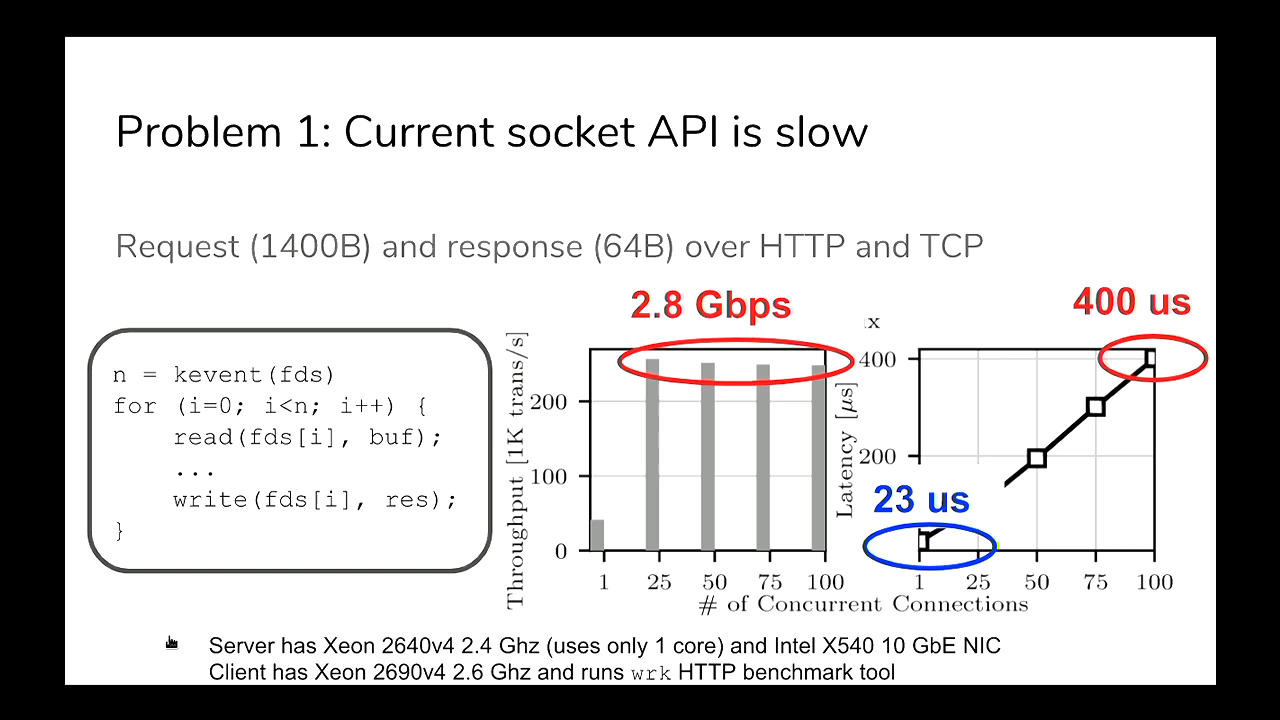 Problem 1: Current socket API is slow
Request (1400B) and response (64B) over HTTP and TCP
n = kevent(fds)
for (i=0; i<n; i++) {
read(fds[i], buf);
...
write(fds[i], res);
}
2.8 Gbps
Throughput [1K trans/s]
200
100
0
1 25 50 75 100
400 us
x
Latency [µs]
400
200
23 us
1 25 50 75 100
# of Concurrent Connections
Server has Xeon 2640v4 2.4 Ghz (uses only 1 core) and Intel X540 10 GbE NIC
Client has Xeon 2690v4 2.6 Ghz and runs wrk HTTP benchmark tool